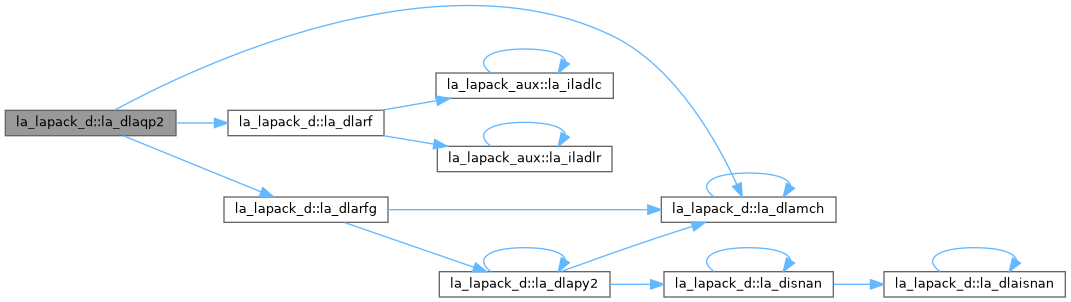 la_lapack_d::la_dlaqp2
la_lapack_d::la_dlarf
la_lapack_aux::la_iladlc
la_lapack_aux::la_iladlr
la_lapack_d::la_dlarfg
la_lapack_d::la_dlamch
la_lapack_d::la_dlapy2
la_lapack_d::la_disnan
la_lapack_d::la_dlaisnan